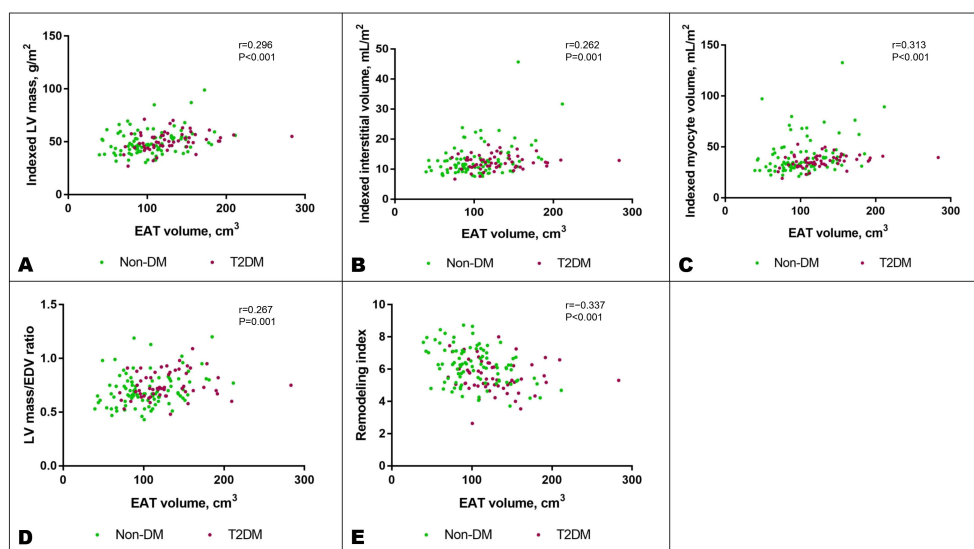 Indexed LV mass, g/m²
150
100
50
0
r=0.296
P<0.001
0 100 200 300
EAT volume, cm³
Non-DM T2DM
A
Indexed interstitial volume, mL/m²
50
40
30
20
10
0
r=0.262
P=0.001
0 100 200 300
EAT volume, cm³
Non-DM T2DM
B
Indexed myocyte volume, mL/m²
150
100
50
0
r=0.313
P<0.001
0 100 200 300
EAT volume, cm³
Non-DM T2DM
C
LV mass/EDV ratio
1.5
1.0
0.5
0.0
r=0.267
P=0.001
0 100 200 300
EAT volume, cm³
Non-DM T2DM
D
Remodeling index
10
8
6
4
2
0
r=−0.337
P<0.001
0 100 200 300
EAT volume, cm³
Non-DM T2DM
E